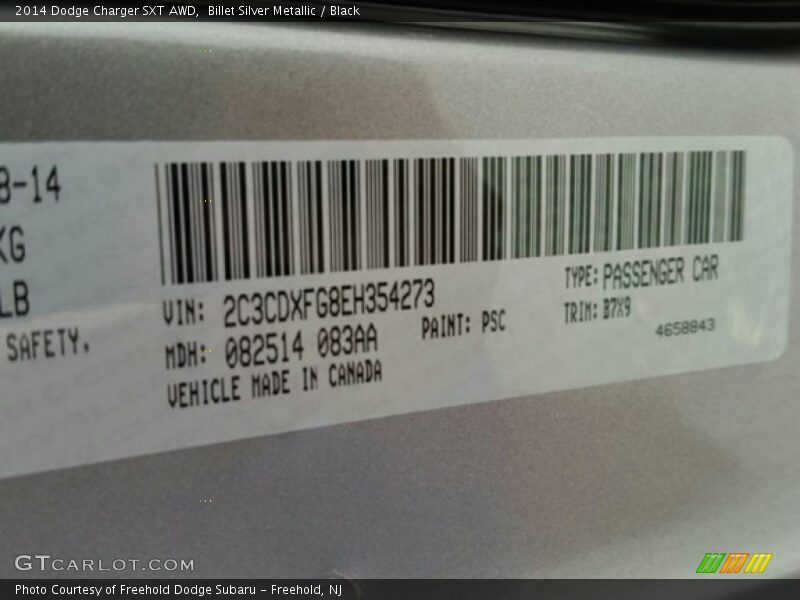 2014 Dodge Charger SXT AWD, Billet Silver Metallic / Black
8-14
KG
LB
SAFETY,
VIN: 2C3CDXFG8EH354273
MDH: 082514 083AA
VEHICLE MADE IN CANADA
PAINT: PSC
TYPE: PASSENGER CAR
TRIM: B7X9
4658843
GTCARLOT.COM
Photo Courtesy of Freehold Dodge Subaru - Freehold, NJ